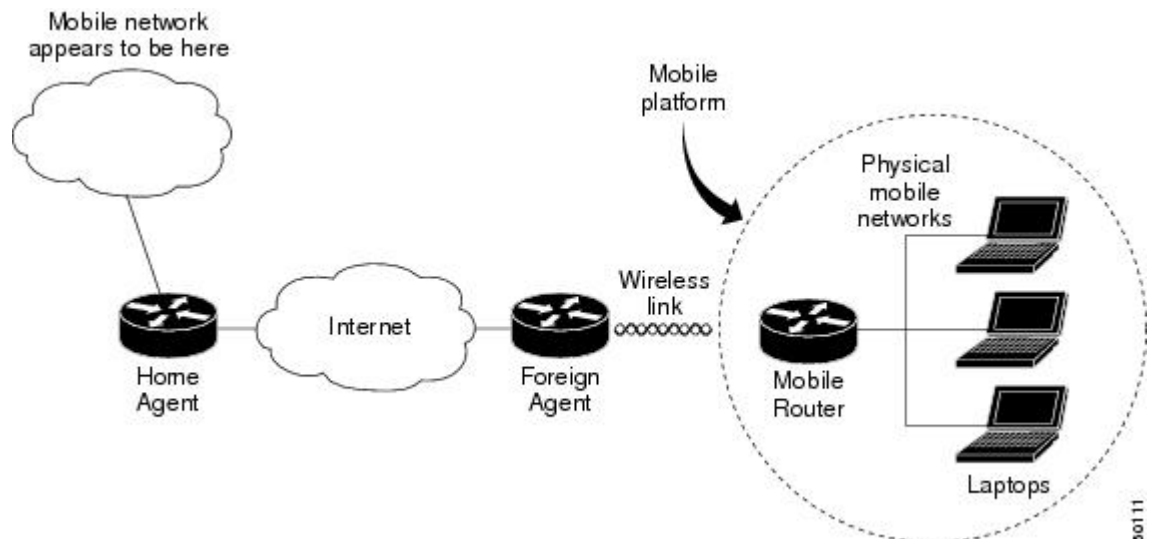 Mobile network
appears to be here
Mobile
platform
Physical
mobile
networks
Wireless
link
Internet
Home
Agent
Foreign
Agent
Mobile
Router
Laptops